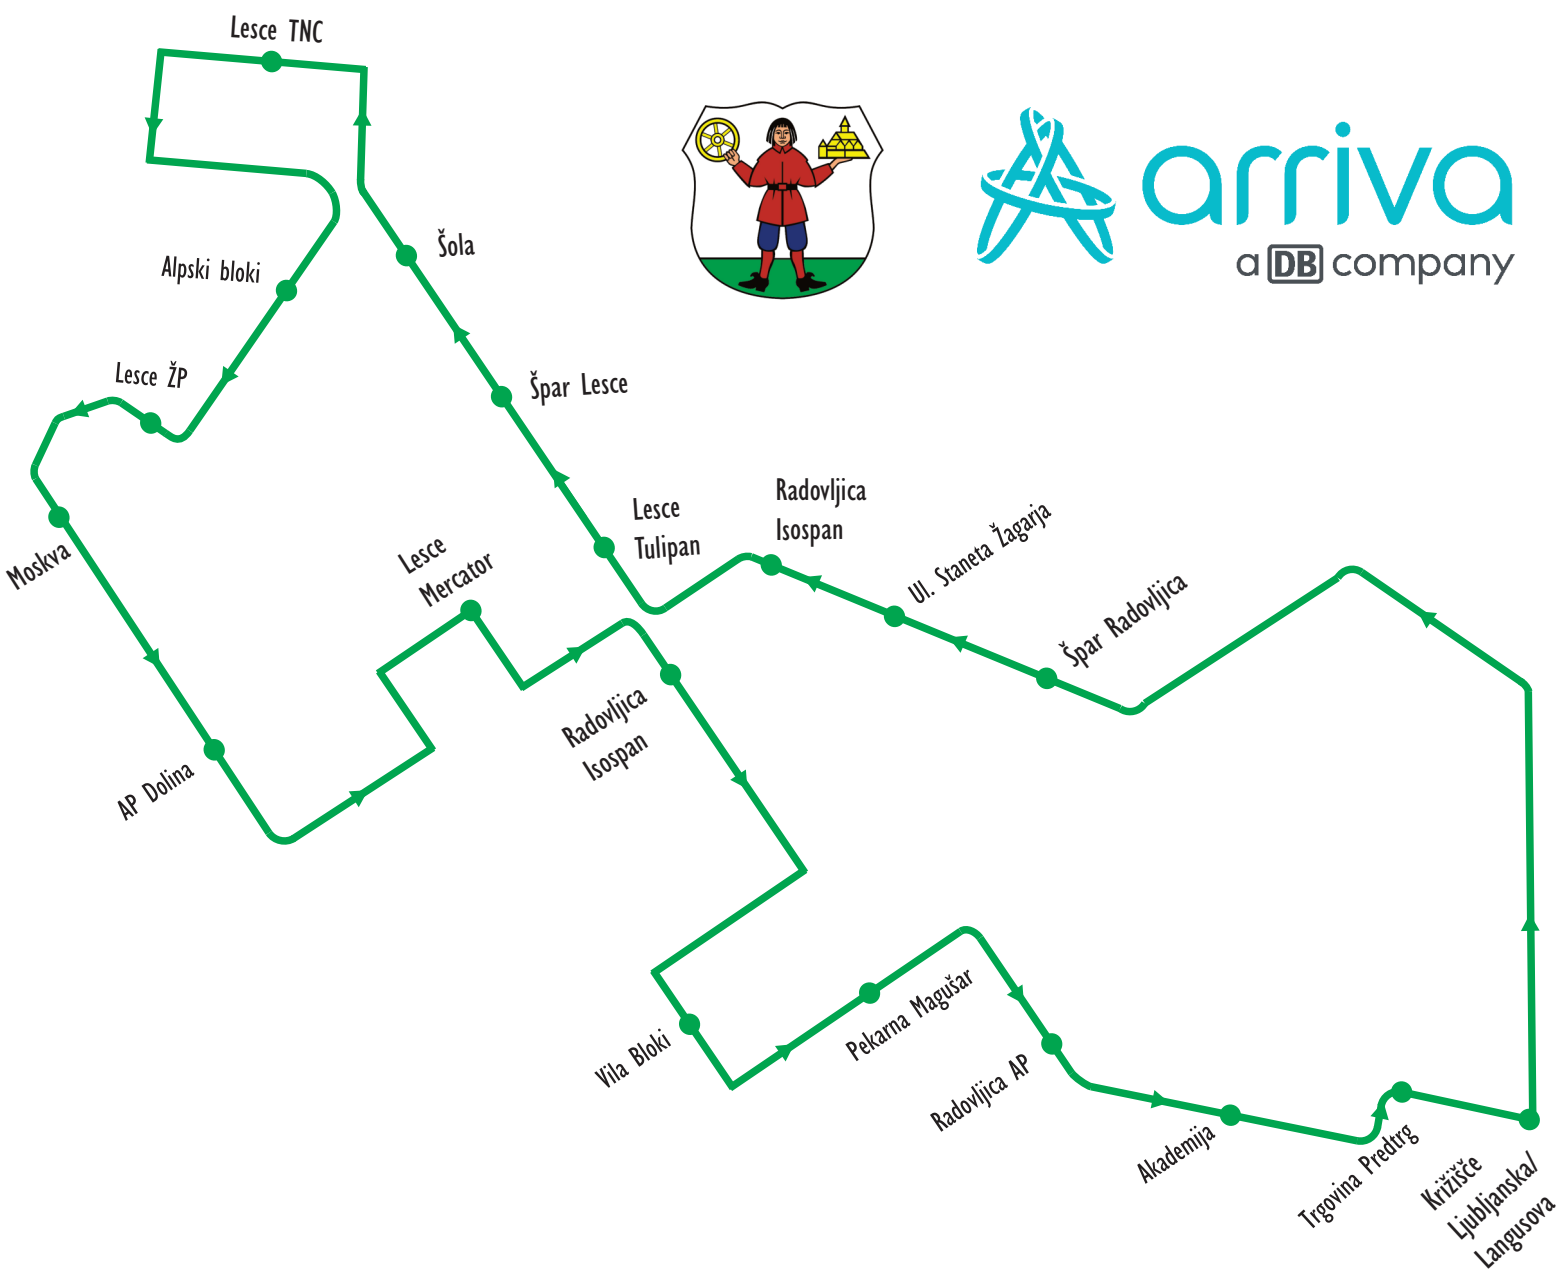 Lesce TNC
arriva
a DB company
Šola
Alpski bloki
Lesce ŽP
Špar Lesce
Radovljica
Isospan
Lesce
Tulipan
Ul. Staneta Žagarja
Moskva
Lesce
Mercator
Špar Radovljica
Radovljica
Isospan
AP Dolina
Pekarna Magušar
Vila Bloki
Radovljica AP
Akademija
Trgovina Predtrg
Križišče
Ljubljanska/
Langusova